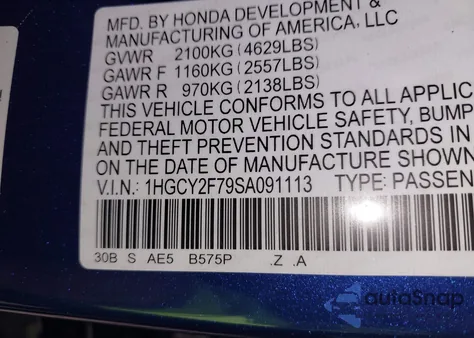 MFD. BY HONDA DEVELOPMENT &
MANUFACTURING OF AMERICA, LLC
GVWR 2100KG (4629LBS)
GAWR F 1160KG (2557LBS)
GAWR R 970KG (2138LBS)
THIS VEHICLE CONFORMS TO ALL APPLIC
FEDERAL MOTOR VEHICLE SAFETY, BUMP
AND THEFT PREVENTION STANDARDS IN
ON THE DATE OF MANUFACTURE SHOWN
V.I.N.: 1HGCY2F79SA091113 TYPE: PASSEN
30B S AE5 B575P .Z .A
autoSnap